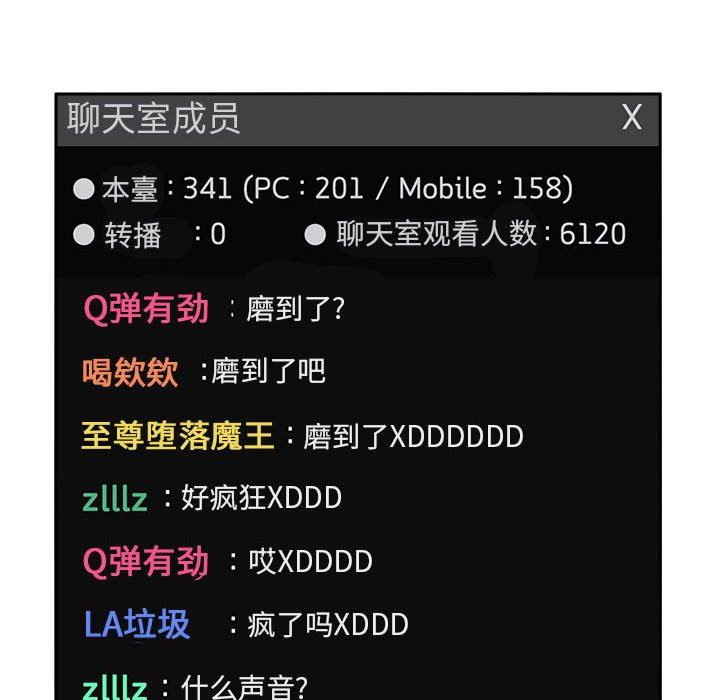 聊天室成员 X
● 本臺 : 341 (PC : 201 / Mobile : 158)
● 转播 : 0 ● 聊天室观看人数 : 6120
Q弹有劲 : 磨到了?
喝欸欸 :磨到了吧
至尊堕落魔王 : 磨到了XDDDDDD
zlllz : 好疯狂XDDD
Q弹有劲 : 哎XDDDD
LA垃圾 : 疯了吗XDDD
zlllz : 什么声音?